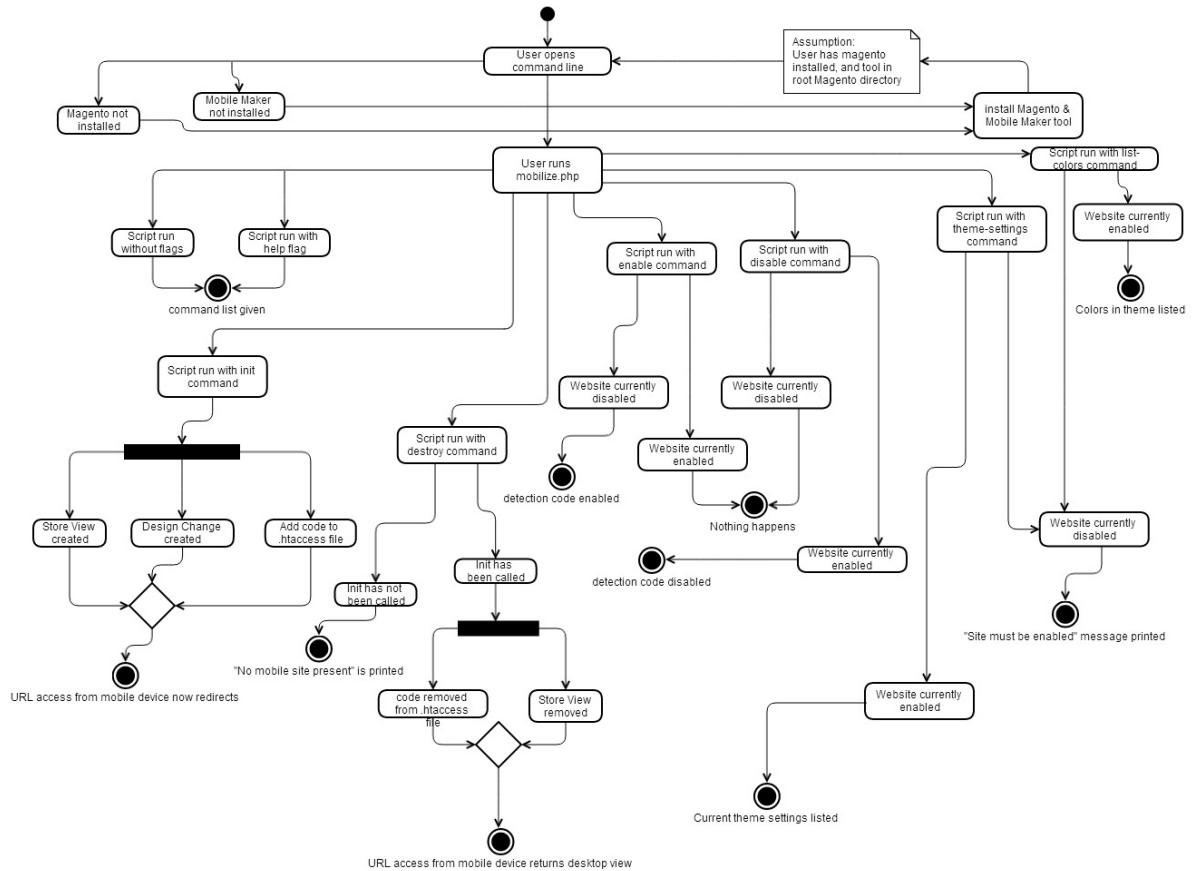 User opens
command line
Assumption:
User has magento
installed, and tool in
root Magento directory
Magento not
installed
Mobile Maker
not installed
install Magento &
Mobile Maker tool
User runs
mobilize.php
Script run with list-
colors command
Script run
without flags
Script run with
help flag
Script run with
enable command
Script run with
disable command
Script run with
theme-settings
command
Website currently
enabled
command list given
Colors in theme listed
Script run with init
command
Website currently
disabled
Website currently
disabled
Script run with
destroy command
Website currently
enabled
detection code enabled
Nothing happens
Store View
created
Design Change
created
Add code to
.htaccess file
Website currently
disabled
Website currently
enabled
detection code disabled
Init has
been called
Init has not
been called
"Site must be enabled" message printed
"No mobile site present" is printed
URL access from mobile device now redirects
code removed
from .htaccess
file
Store View
removed
Website currently
enabled
Current theme settings listed
URL access from mobile device returns desktop view